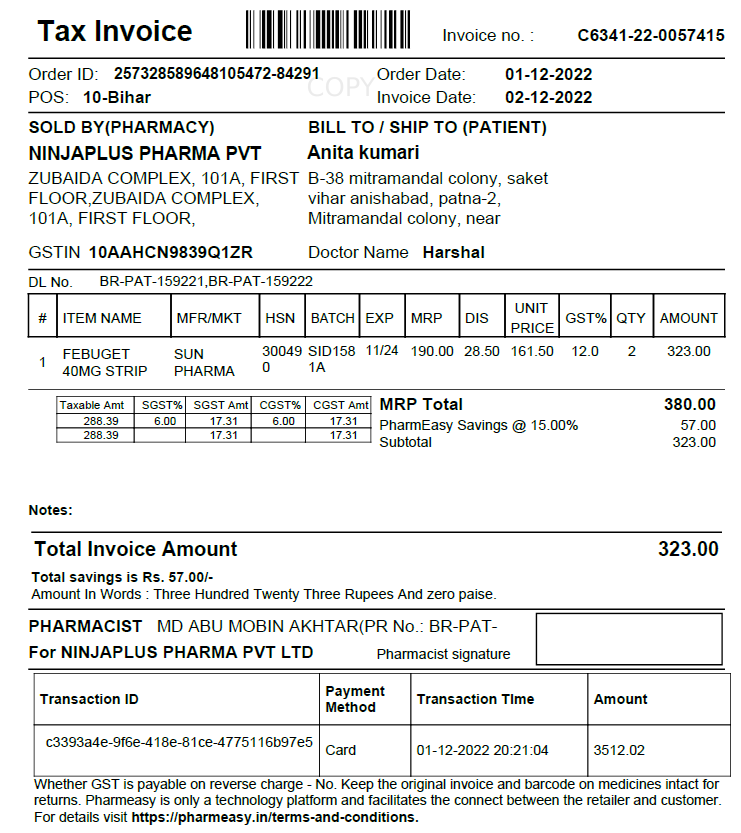 Tax Invoice
Invoice no. : C6341-22-0057415
Order ID: 257328589648105472-84291
Order Date: 01-12-2022
COPY
POS: 10-Bihar
Invoice Date: 02-12-2022
SOLD BY(PHARMACY)
BILL TO / SHIP TO (PATIENT)
NINJAPLUS PHARMA PVT
Anita kumari
ZUBAIDA COMPLEX, 101A, FIRST
FLOOR,ZUBAIDA COMPLEX,
101A, FIRST FLOOR,
B-38 mitramandal colony, saket
vihar anishabad, patna-2,
Mitramandal colony, near
GSTIN 10AAHCN9839Q1ZR
Doctor Name Harshal
DL No. BR-PAT-159221,BR-PAT-159222
# ITEM NAME MFR/MKT HSN BATCH EXP MRP DIS UNIT PRICE GST% QTY AMOUNT
1 FEBUGET 40MG STRIP SUN PHARMA 300490 SID1581A 11/24 190.00 28.50 161.50 12.0 2 323.00
Taxable Amt SGST% SGST Amt CGST% CGST Amt
288.39 6.00 17.31 6.00 17.31
288.39 17.31 17.31
MRP Total 380.00
PharmEasy Savings @ 15.00% 57.00
Subtotal 323.00
Notes:
Total Invoice Amount 323.00
Total savings is Rs. 57.00/-
Amount In Words : Three Hundred Twenty Three Rupees And zero paise.
PHARMACIST MD ABU MOBIN AKHTAR(PR No.: BR-PAT-
For NINJAPLUS PHARMA PVT LTD
Pharmacist signature
Transaction ID Payment Method Transaction TIme Amount
c3393a4e-9f6e-418e-81ce-4775116b97e5 Card 01-12-2022 20:21:04 3512.02
Whether GST is payable on reverse charge - No. Keep the original invoice and barcode on medicines intact for
returns. Pharmeasy is only a technology platform and facilitates the connect between the retailer and customer.
For details visit https://pharmeasy.in/terms-and-conditions.